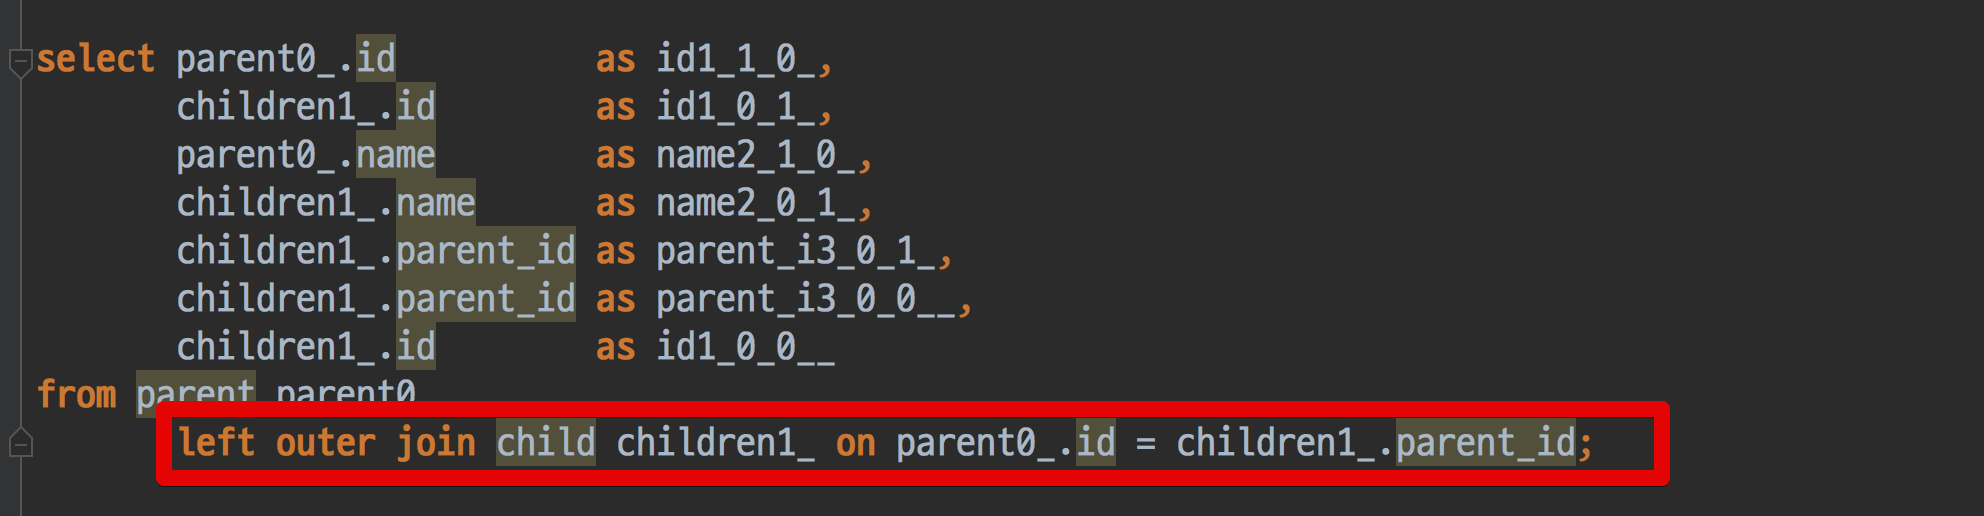 select parent0_.id          as id1_1_0_,
       children1_.id        as id1_0_1_,
       parent0_.name        as name2_1_0_,
       children1_.name      as name2_0_1_,
       children1_.parent_id as parent_i3_0_1_,
       children1_.parent_id as parent_i3_0_0__,
       children1_.id        as id1_0_0__
from parent parent0
       left outer join child children1_ on parent0_.id = children1_.parent_id;